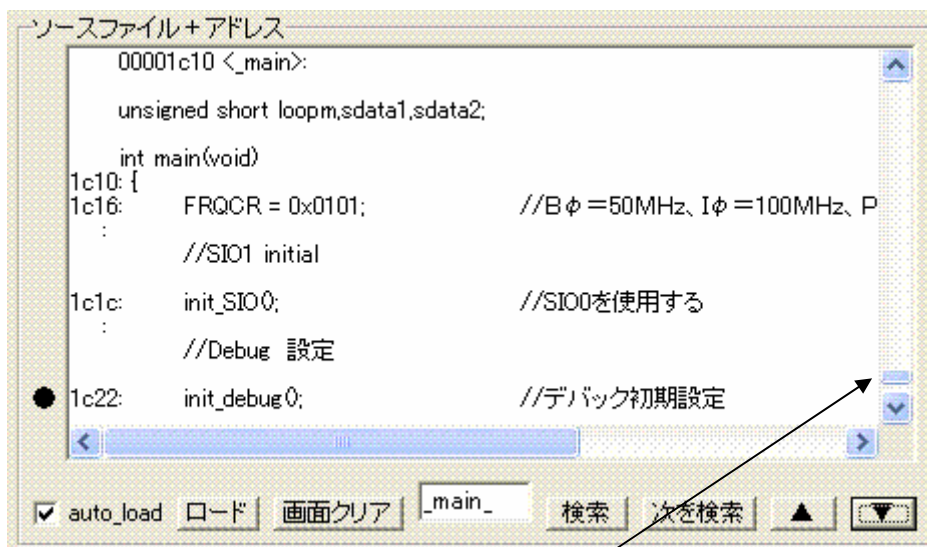 ソースファイル+アドレス
00001c10 <_main>:
unsigned short loopm,sdata1,sdata2;
int main(void)
1c10: {
1c16: FRQCR = 0x0101; //Bφ=50MHz、Iφ=100MHz、P
:
//SIO1 initial
1c1c: init_SIO(); //SIO0を使用する
:
//Debug 設定
1c22: init_debug(); //デバック初期設定
auto_load ロード 画面クリア _main_ 検索 次を検索 ▲ ▼